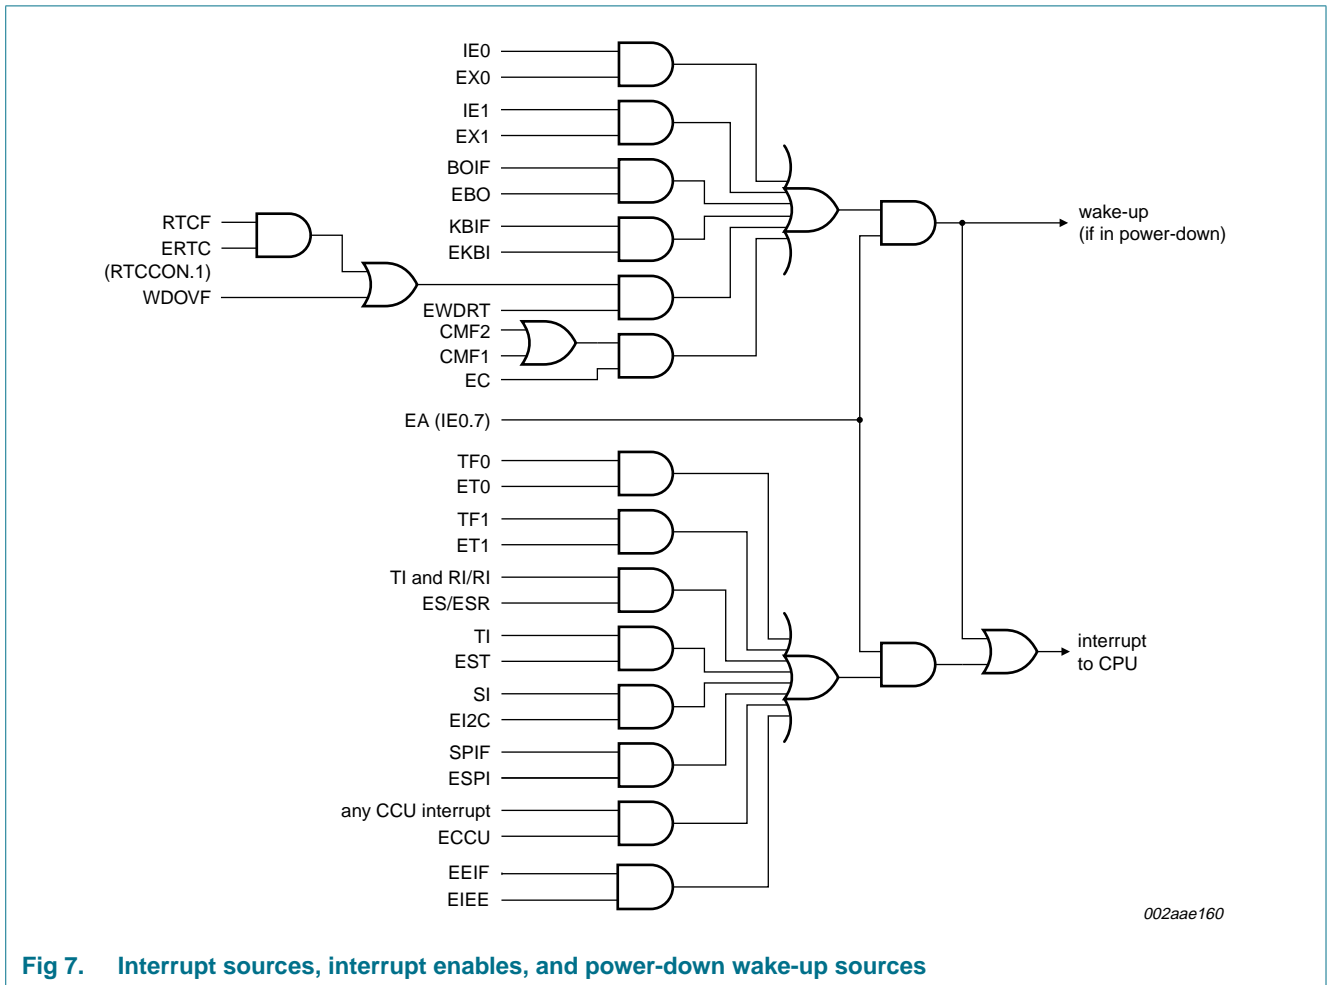 IE0
EX0
IE1
EX1
BOIF
EBO
KBIF
EKBI
RTCF
ERTC
(RTCCON.1)
WDOVF
EWDRT
CMF2
CMF1
EC
EA (IE0.7)
wake-up
(if in power-down)
TF0
ET0
TF1
ET1
TI and RI/RI
ES/ESR
TI
EST
SI
EI2C
SPIF
ESPI
any CCU interrupt
ECCU
EEIF
EIEE
interrupt
to CPU
002aae160
Fig 7. Interrupt sources, interrupt enables, and power-down wake-up sources